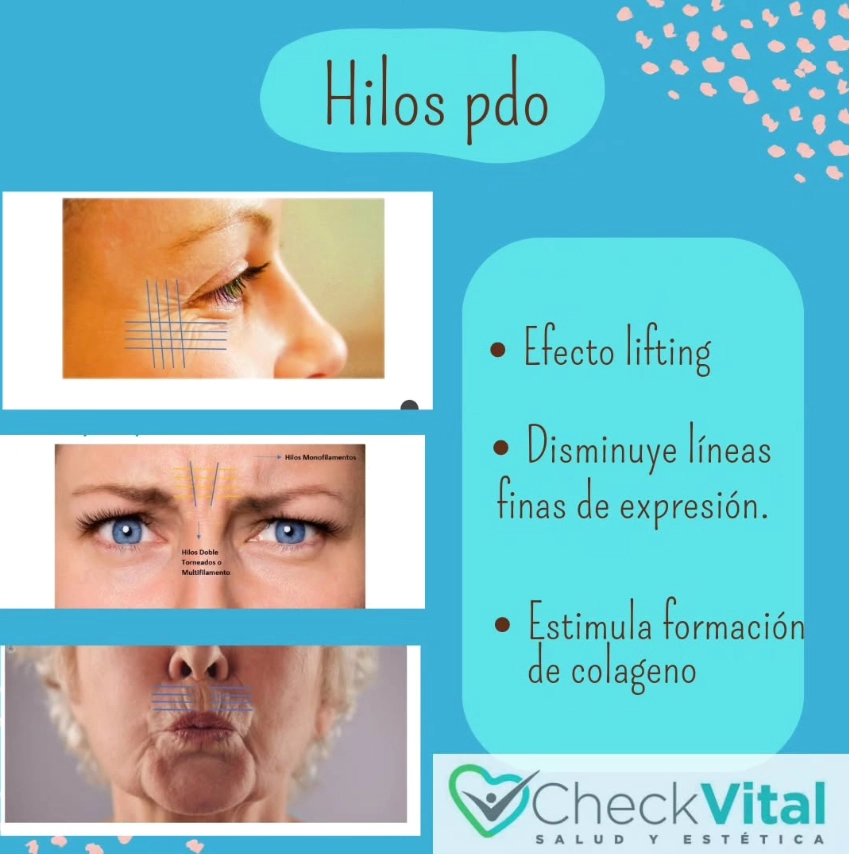 Hilos pdo
Hilos Monofilamentos
Hilos Doble
Torneados o
Multifilamento
• Efecto lifting
• Disminuye líneas
finas de expresión.
• Estimula formación
de colageno
CheckVital
SALUD Y ESTÉTICA